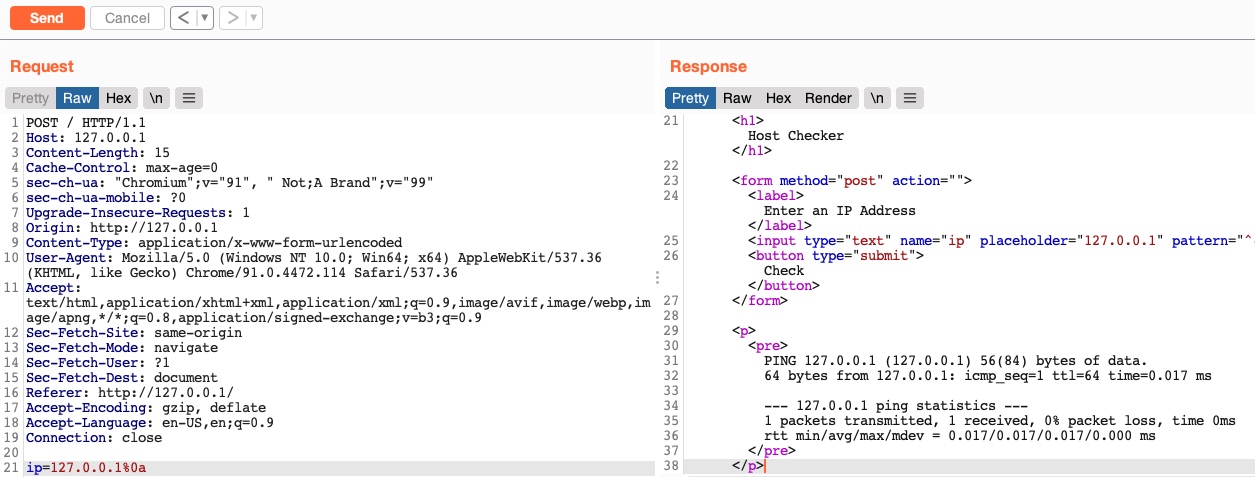 Send Cancel < ▼ > ▼
Request
Pretty Raw Hex \n ≡
1 POST / HTTP/1.1
2 Host: 127.0.0.1
3 Content-Length: 15
4 Cache-Control: max-age=0
5 sec-ch-ua: "Chromium";v="91", " Not;A Brand";v="99"
6 sec-ch-ua-mobile: ?0
7 Upgrade-Insecure-Requests: 1
8 Origin: http://127.0.0.1
9 Content-Type: application/x-www-form-urlencoded
10 User-Agent: Mozilla/5.0 (Windows NT 10.0; Win64; x64) AppleWebKit/537.36
(KHTML, like Gecko) Chrome/91.0.4472.114 Safari/537.36
11 Accept:
text/html,application/xhtml+xml,application/xml;q=0.9,image/avif,image/webp,im
age/apng,*/*;q=0.8,application/signed-exchange;v=b3;q=0.9
12 Sec-Fetch-Site: same-origin
13 Sec-Fetch-Mode: navigate
14 Sec-Fetch-User: ?1
15 Sec-Fetch-Dest: document
16 Referer: http://127.0.0.1/
17 Accept-Encoding: gzip, deflate
18 Accept-Language: en-US,en;q=0.9
19 Connection: close
20
21 ip=127.0.0.1%0a
Response
Pretty Raw Hex Render \n ≡
21 <h1>
Host Checker
</h1>
22
23 <form method="post" action="">
24 <label>
Enter an IP Address
</label>
25 <input type="text" name="ip" placeholder="127.0.0.1" pattern="^
26 <button type="submit">
Check
</button>
27 </form>
28
29 <p>
30 <pre>
31 PING 127.0.0.1 (127.0.0.1) 56(84) bytes of data.
32 64 bytes from 127.0.0.1: icmp_seq=1 ttl=64 time=0.017 ms
33
34 --- 127.0.0.1 ping statistics ---
35 1 packets transmitted, 1 received, 0% packet loss, time 0ms
36 rtt min/avg/max/mdev = 0.017/0.017/0.017/0.000 ms
37 </pre>
38 </p>